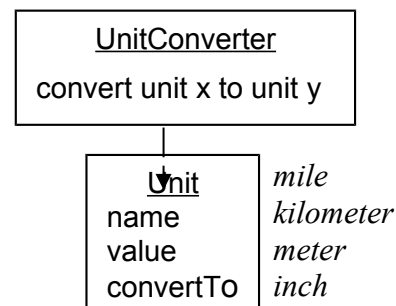 UnitConverter
convert unit x to unit y
Unit
name
value
convertTo
mile
kilometer
meter
inch